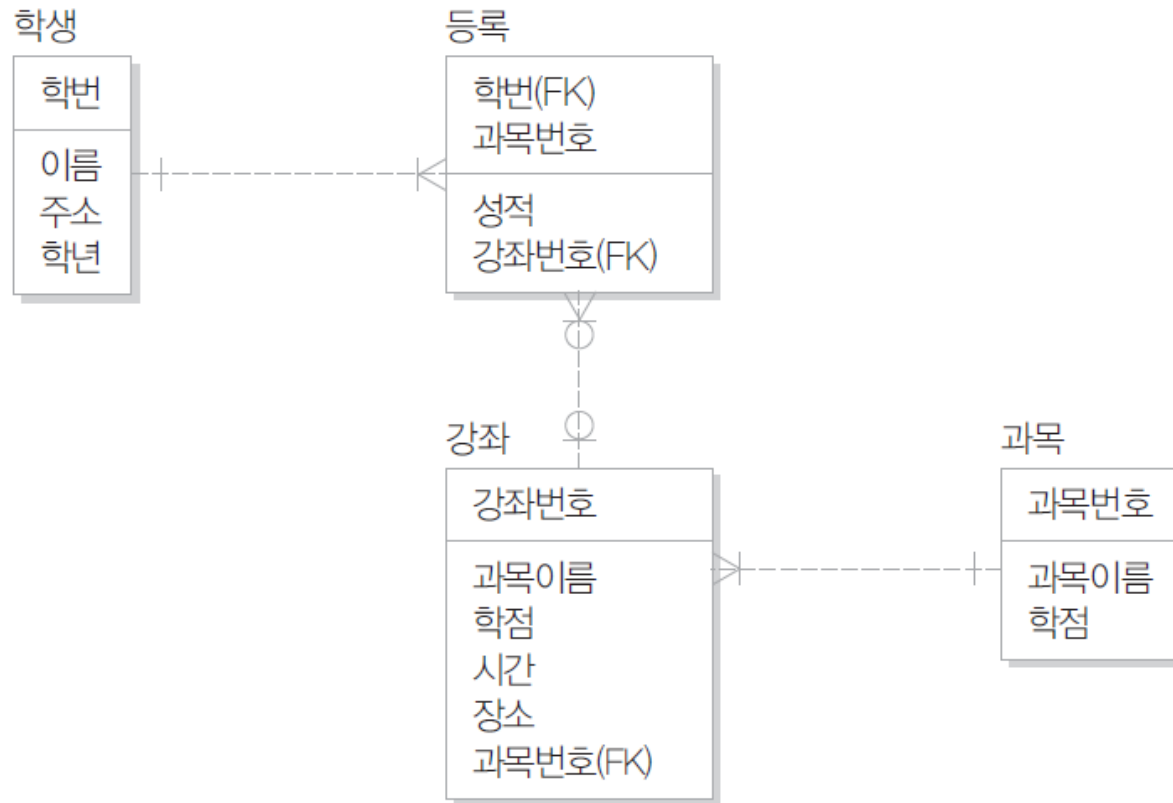 학생
학번
이름
주소
학년
등록
학번(FK)
과목번호
성적
강좌번호(FK)
강좌
강좌번호
과목이름
학점
시간
장소
과목번호(FK)
과목
과목번호
과목이름
학점